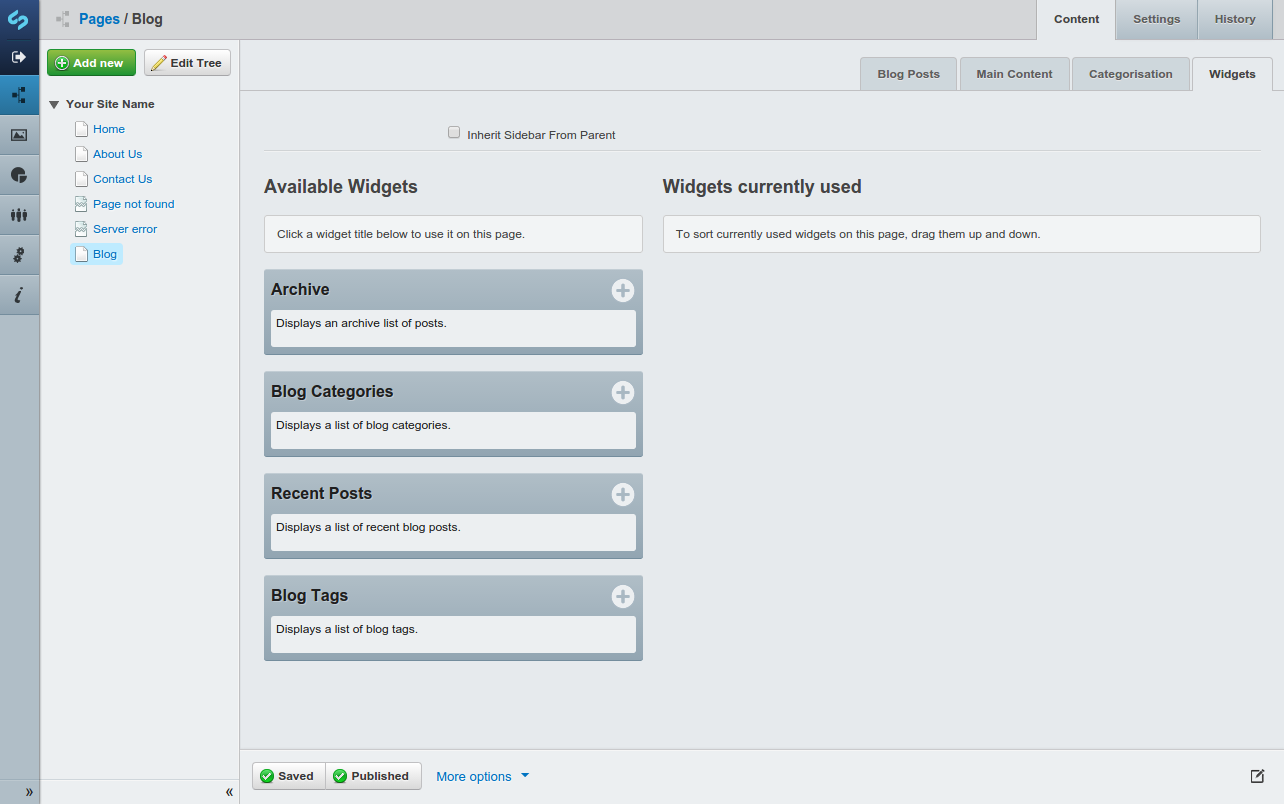 Pages / Blog
Content
Settings
History
Add new
Edit Tree
Your Site Name
Home
About Us
Contact Us
Page not found
Server error
Blog
Blog Posts
Main Content
Categorisation
Widgets
Inherit Sidebar From Parent
Available Widgets
Click a widget title below to use it on this page.
Archive
Displays an archive list of posts.
Blog Categories
Displays a list of blog categories.
Recent Posts
Displays a list of recent blog posts.
Blog Tags
Displays a list of blog tags.
Widgets currently used
To sort currently used widgets on this page, drag them up and down.
»
«
Saved
Published
More options